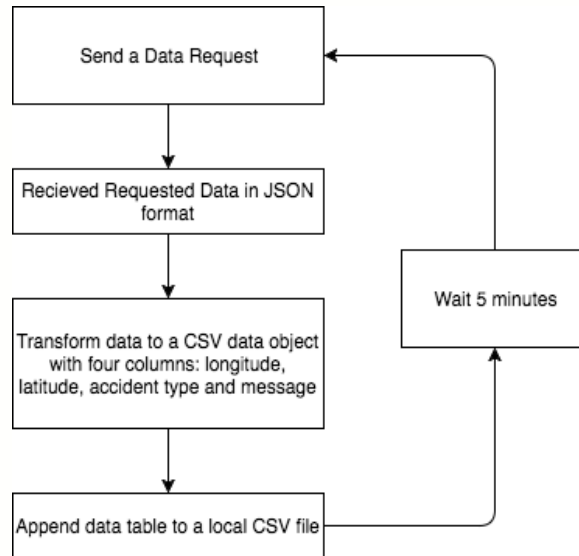 Send a Data Request
Recieved Requested Data in JSON
format
Transform data to a CSV data object
with four columns: longitude,
latitude, accident type and message
Append data table to a local CSV file
Wait 5 minutes